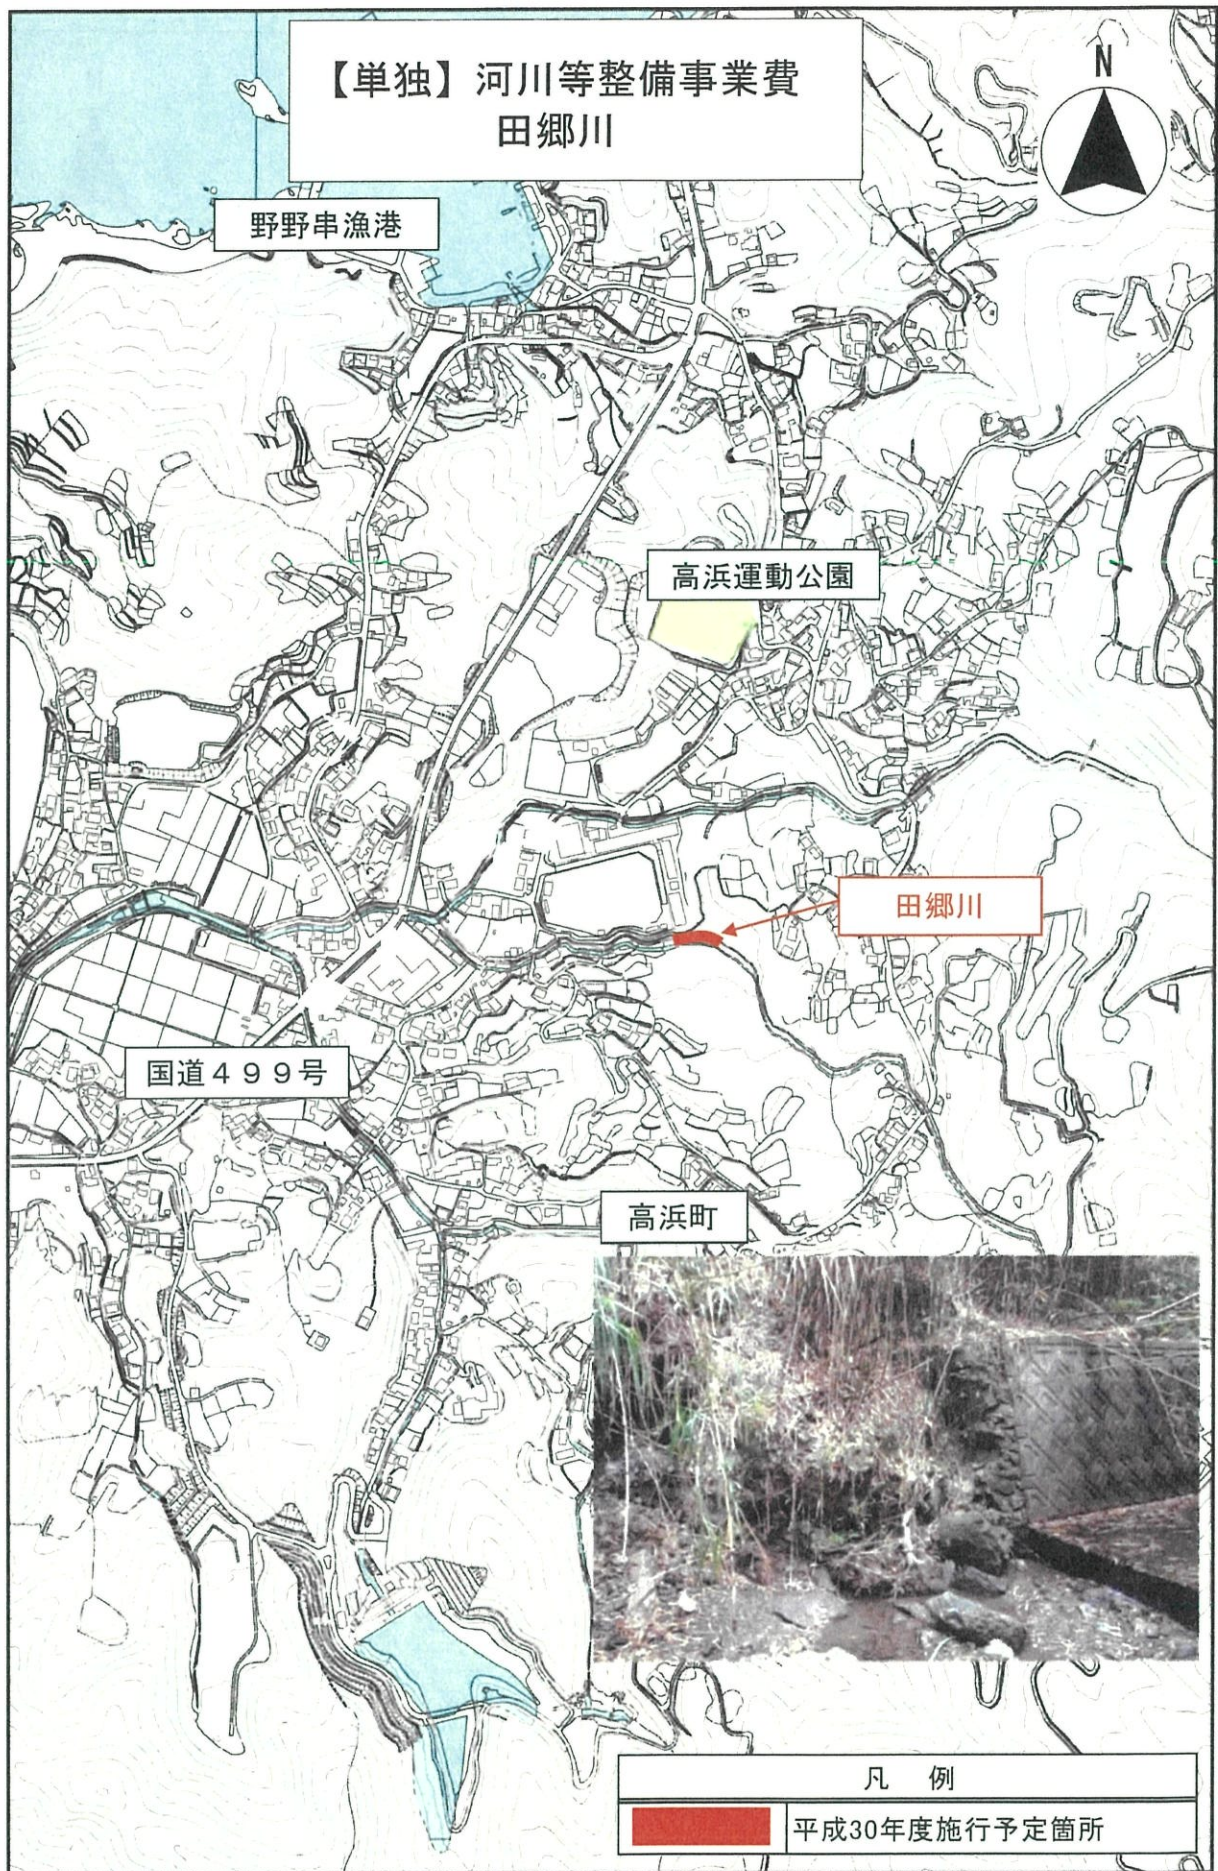 【単独】河川等整備事業費
田郷川
N
野野串漁港
高浜運動公園
田郷川
国道４９９号
高浜町
凡　例
平成30年度施行予定箇所